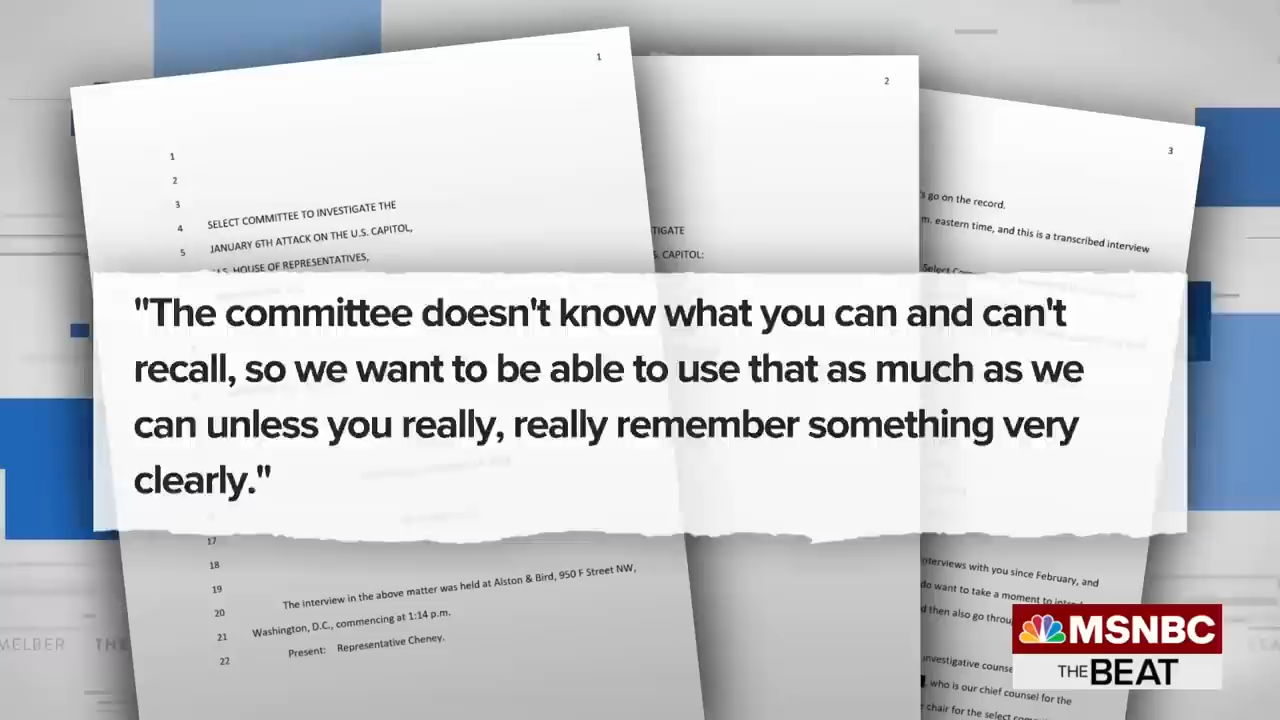 1
1
2
3
SELECT COMMITTEE TO INVESTIGATE THE
4
JANUARY 6TH ATTACK ON THE U.S. CAPITOL,
5
U.S. HOUSE OF REPRESENTATIVES,
"The committee doesn't know what you can and can't
recall, so we want to be able to use that as much as we
can unless you really, really remember something very
clearly."
17
18
19
20 The interview in the above matter was held at Alston & Bird, 950 F Street NW,
21 Washington, D.C., commencing at 1:14 p.m.
22 Present: Representative Cheney.
2
TIGATE
S. CAPITOL:
3
's go on the record.
m. eastern time, and this is a transcribed interview
Select
nterviews with you since February, and
do want to take a moment to
d then also go
investigative
, who is our chief counsel for the
chair for the select
MELBER THE
MSNBC
THE BEAT